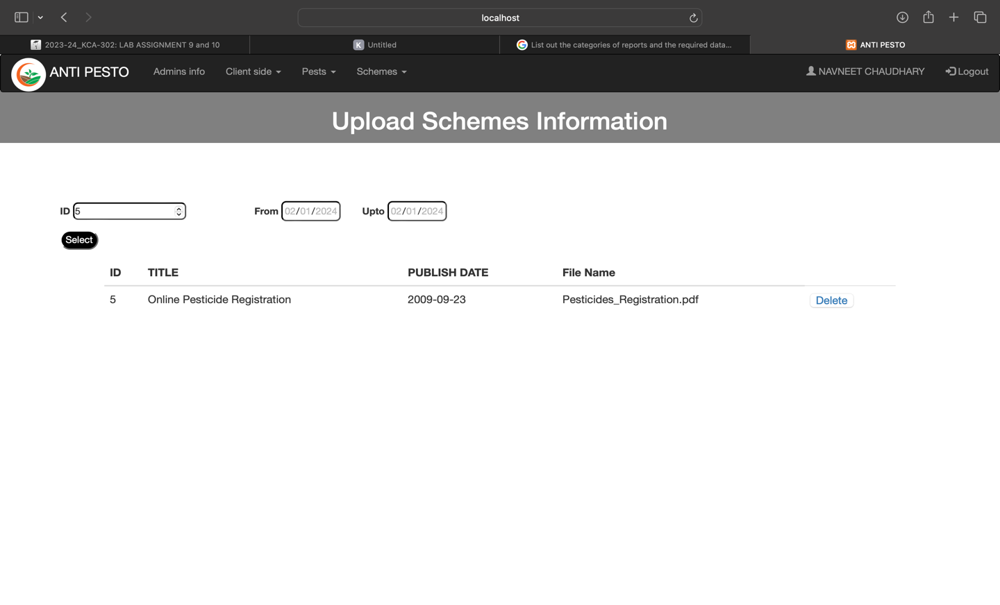 localhost
2023-24_KCA-302: LAB ASSIGNMENT 9 and 10
K Untitled
List out the categories of reports and the required data...
ANTI PESTO
ANTI PESTO Admins info Client side Pests Schemes NAVNEET CHAUDHARY Logout
Upload Schemes Information
ID 5 From 02/01/2024 Upto 02/01/2024
Select
ID TITLE PUBLISH DATE File Name
5 Online Pesticide Registration 2009-09-23 Pesticides_Registration.pdf Delete